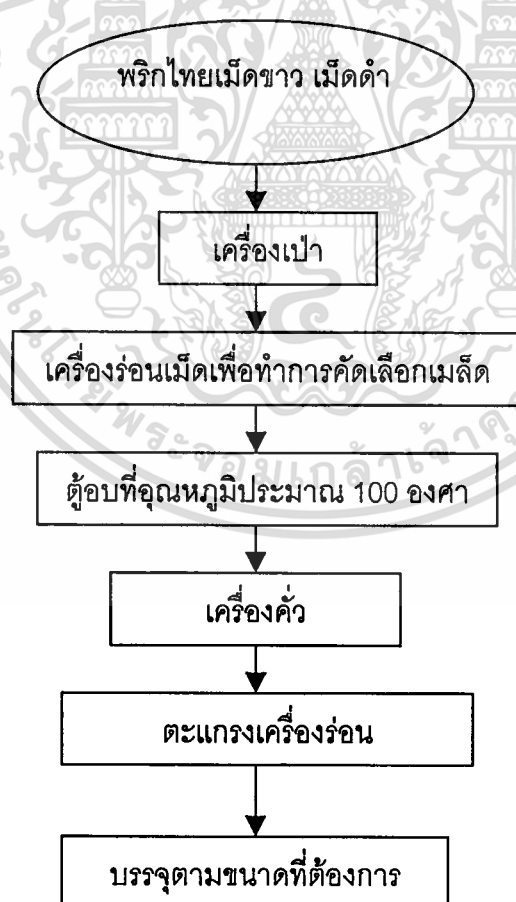 พริกไทยเม็ดขาว เม็ดดำ
เครื่องเป่า
เครื่องร่อนเม็ดเพื่อทำการคัดเลือกเมล็ด
ตู้อบที่อุณหภูมิประมาณ 100 องศา
เครื่องคั่ว
ตะแกรงเครื่องร่อน
บรรจุตามขนาดที่ต้องการ